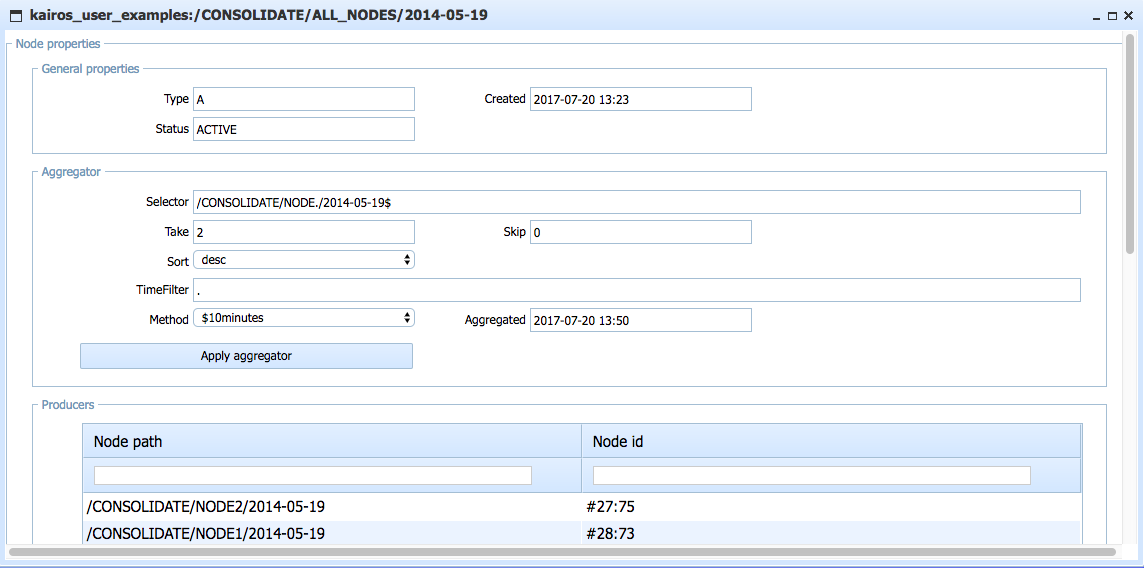 kairos_user_examples:/CONSOLIDATE/ALL_NODES/2014-05-19
Node properties
General properties
Type A Created 2017-07-20 13:23
Status ACTIVE
Aggregator
Selector /CONSOLIDATE/NODE./2014-05-19$
Take 2 Skip 0
Sort desc
TimeFilter .
Method $10minutes Aggregated 2017-07-20 13:50
Apply aggregator
Producers
Node path Node id
/CONSOLIDATE/NODE2/2014-05-19 #27:75
/CONSOLIDATE/NODE1/2014-05-19 #28:73